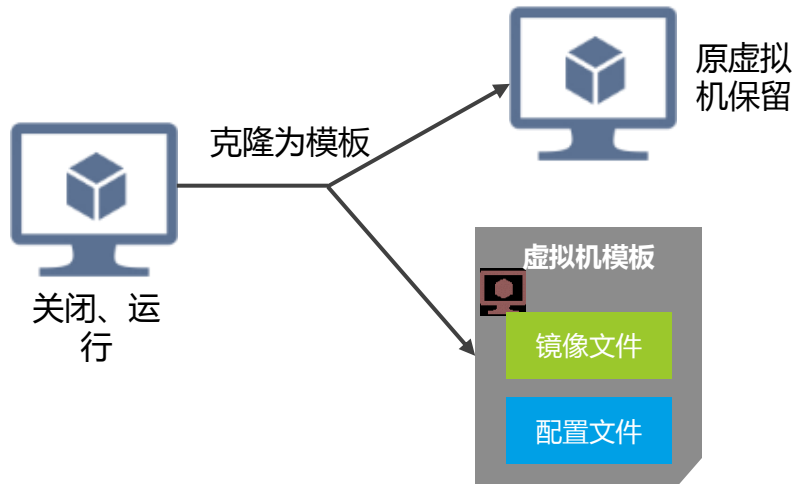 原虚拟
机保留
克隆为模板
关闭、运
行
虚拟机模板
镜像文件
配置文件